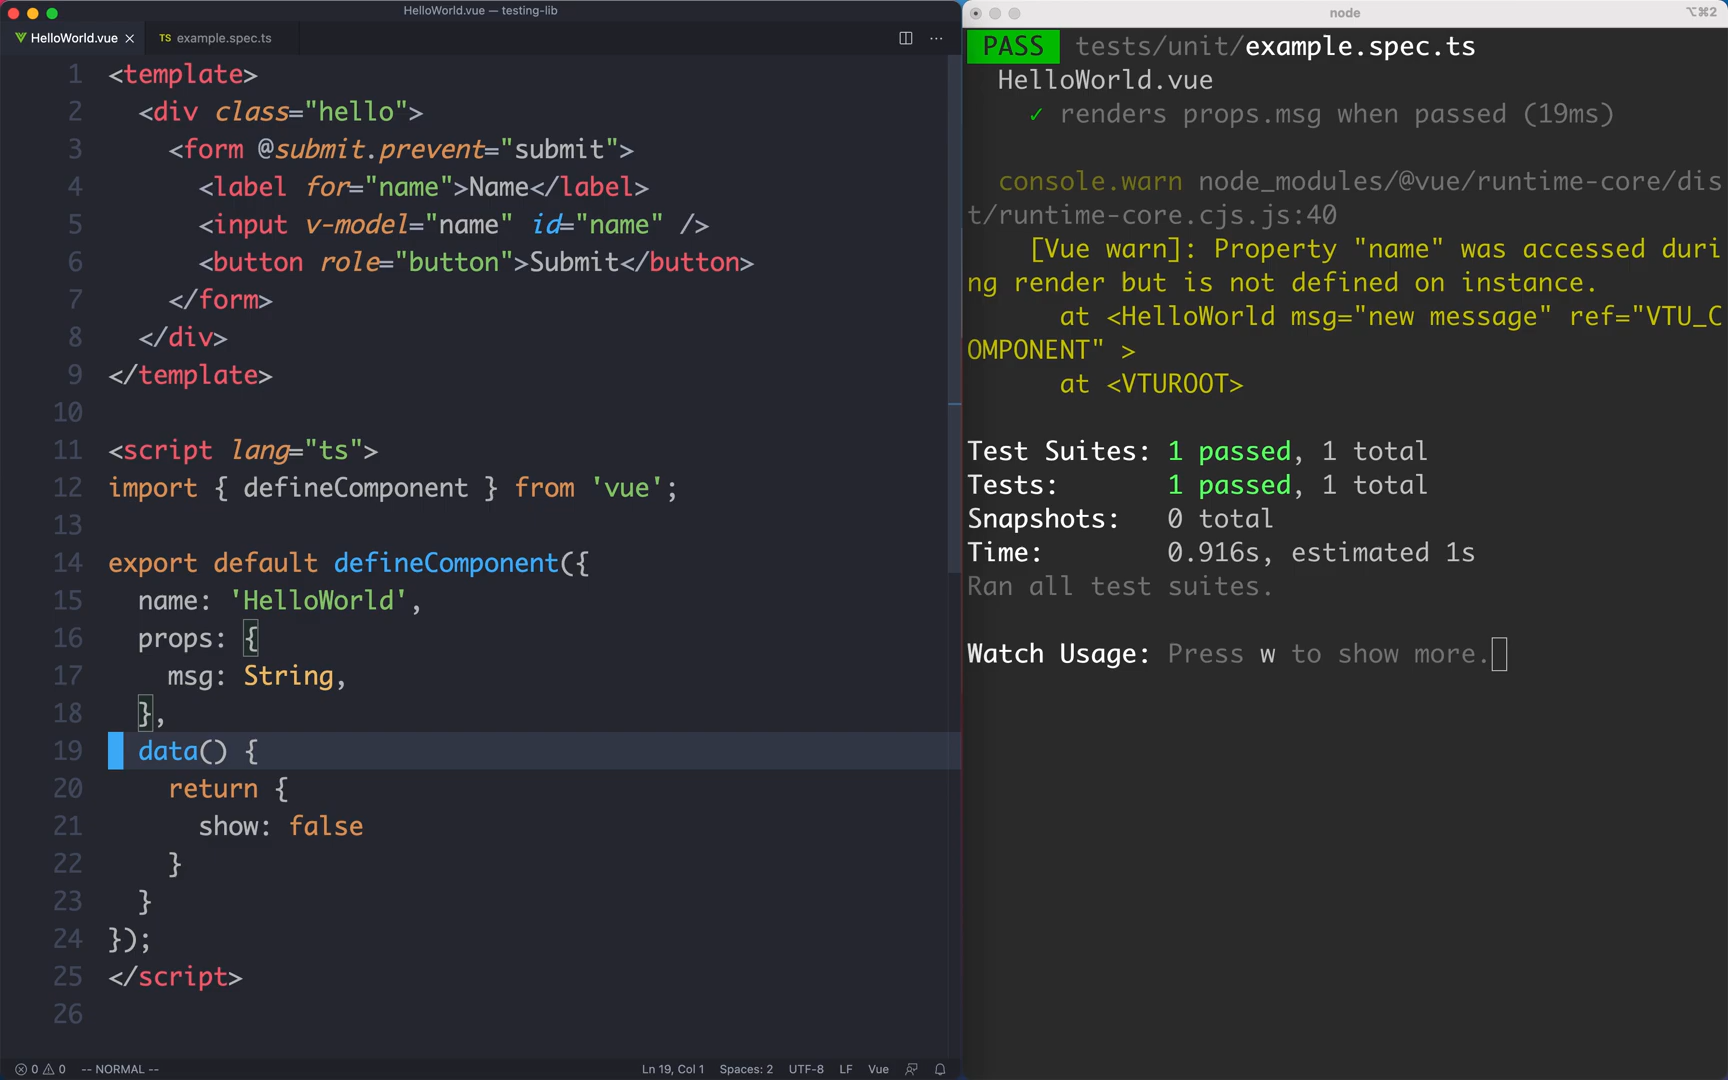 HelloWorld.vue — testing-lib
HelloWorld.vue ×
TS example.spec.ts
1 <template>
2 <div class="hello">
3 <form @submit.prevent="submit">
4 <label for="name">Name</label>
5 <input v-model="name" id="name" />
6 <button role="button">Submit</button>
7 </form>
8 </div>
9 </template>
10
11 <script lang="ts">
12 import { defineComponent } from 'vue';
13
14 export default defineComponent({
15 name: 'HelloWorld',
16 props: {
17 msg: String,
18 },
19 data() {
20 return {
21 show: false
22 }
23 }
24 });
25 </script>
26
0 0 -- NORMAL -- Ln 19, Col 1 Spaces: 2 UTF-8 LF Vue
node ⌥⌘2
PASS tests/unit/example.spec.ts
HelloWorld.vue
✓ renders props.msg when passed (19ms)
console.warn node_modules/@vue/runtime-core/dis
t/runtime-core.cjs.js:40
[Vue warn]: Property "name" was accessed duri
ng render but is not defined on instance.
at <HelloWorld msg="new message" ref="VTU_C
OMPONENT" >
at <VTUROOT>
Test Suites: 1 passed, 1 total
Tests: 1 passed, 1 total
Snapshots: 0 total
Time: 0.916s, estimated 1s
Ran all test suites.
Watch Usage: Press w to show more.